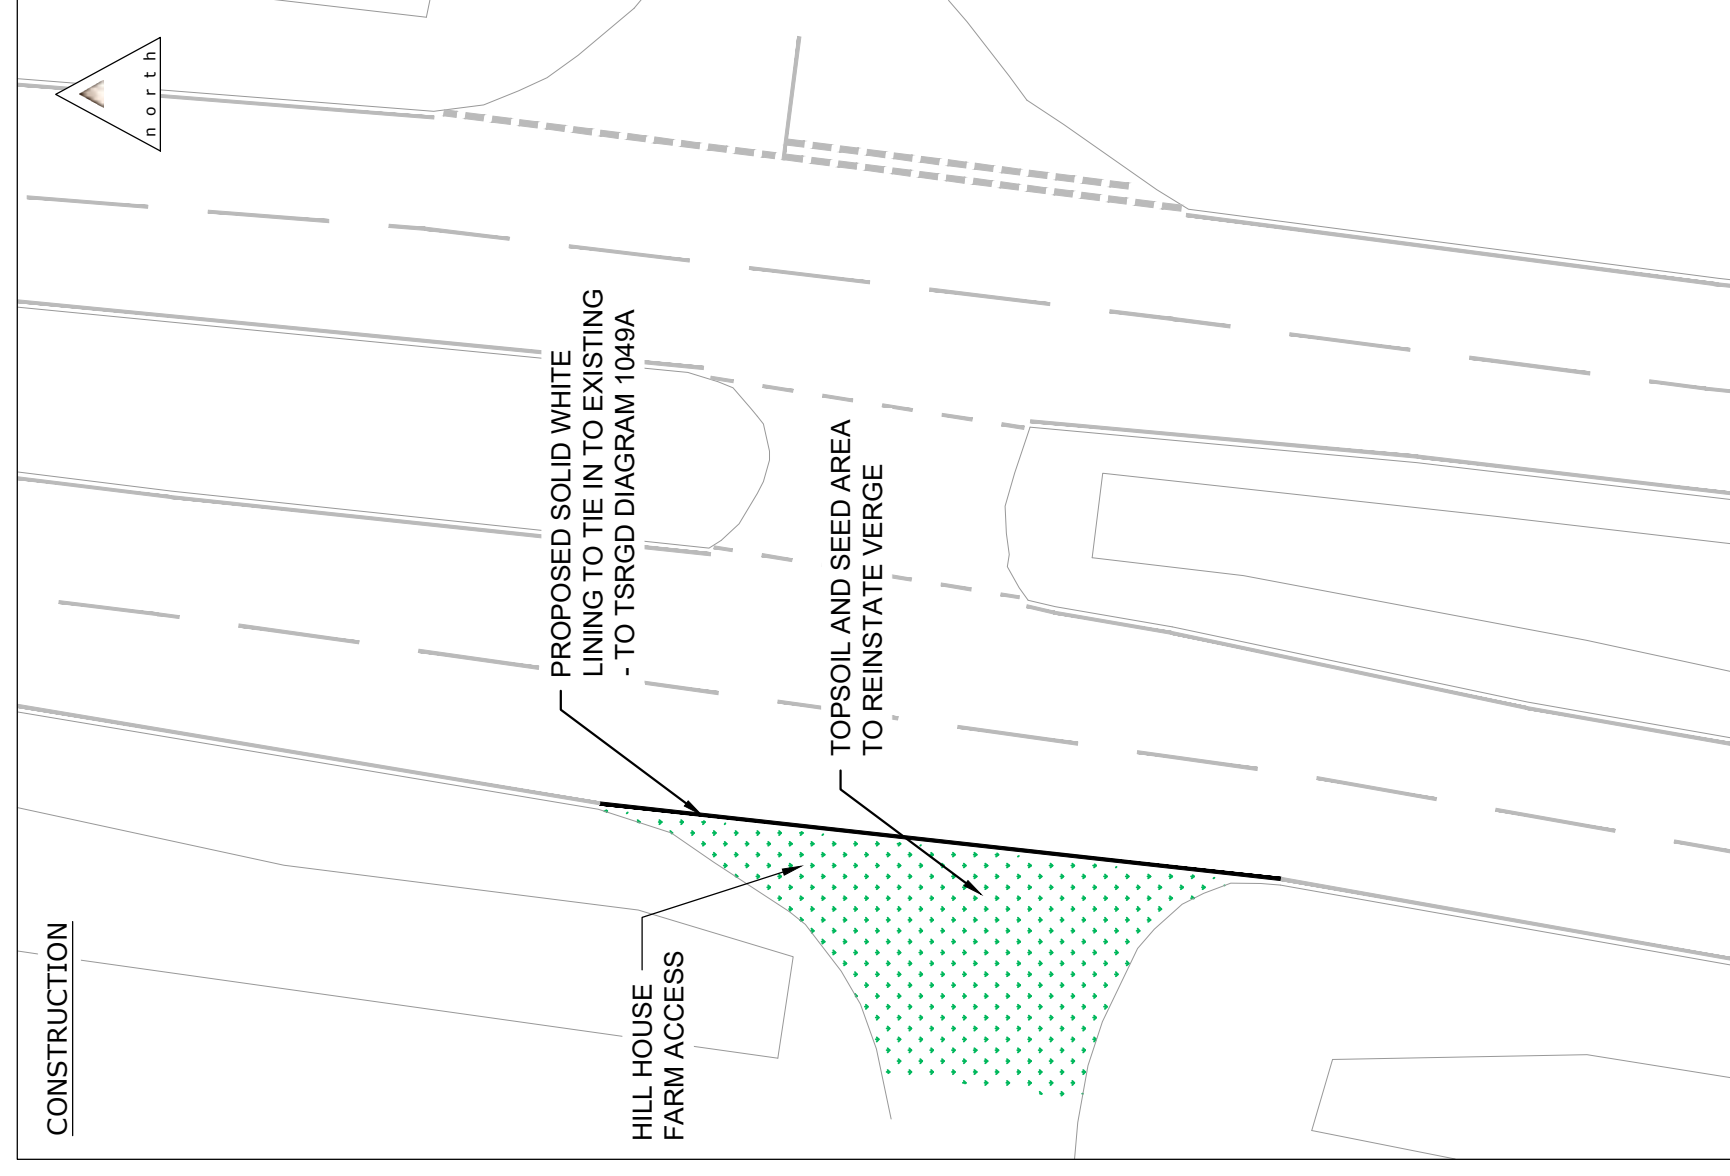 CONSTRUCTION
north
PROPOSED SOLID WHITE
LINING TO TIE IN TO EXISTING
- TO TSRGD DIAGRAM 1049A
HILL HOUSE
FARM ACCESS
TOPSOIL AND SEED AREA
TO REINSTATE VERGE